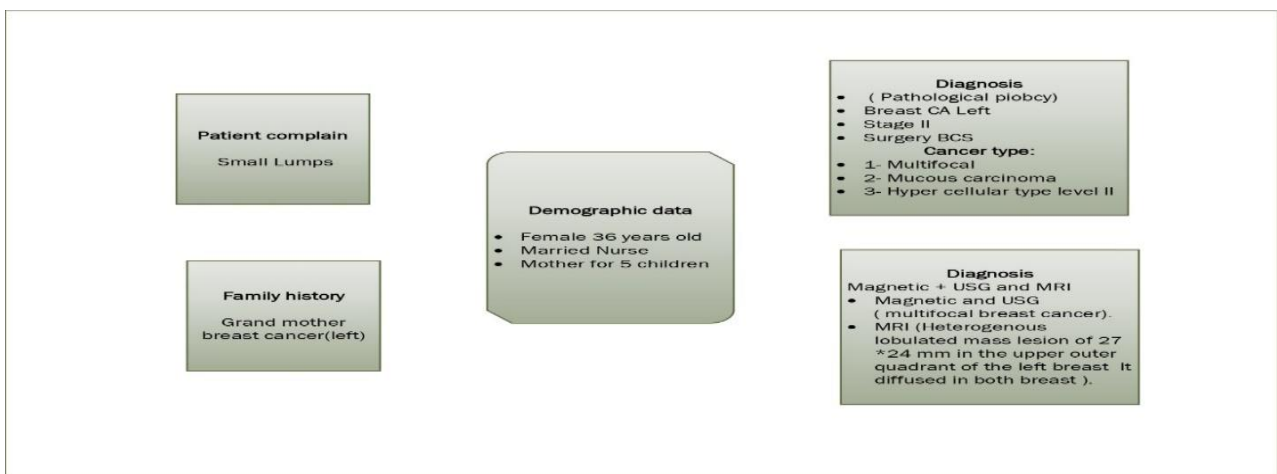 Patient complain
Small Lumps
Family history
Grand mother
breast cancer(left)
Demographic data
• Female 36 years old
• Married Nurse
• Mother for 5 children
Diagnosis
• ( Pathological piobcy)
• Breast CA Left
• Stage II
• Surgery BCS
Cancer type:
• 1- Multifocal
• 2- Mucous carcinoma
• 3- Hyper cellular type level II
Diagnosis
Magnetic + USG and MRI
• Magnetic and USG
( multifocal breast cancer).
• MRI (Heterogenous
lobulated mass lesion of 27
*24 mm in the upper outer
quadrant of the left breast It
diffused in both breast ).